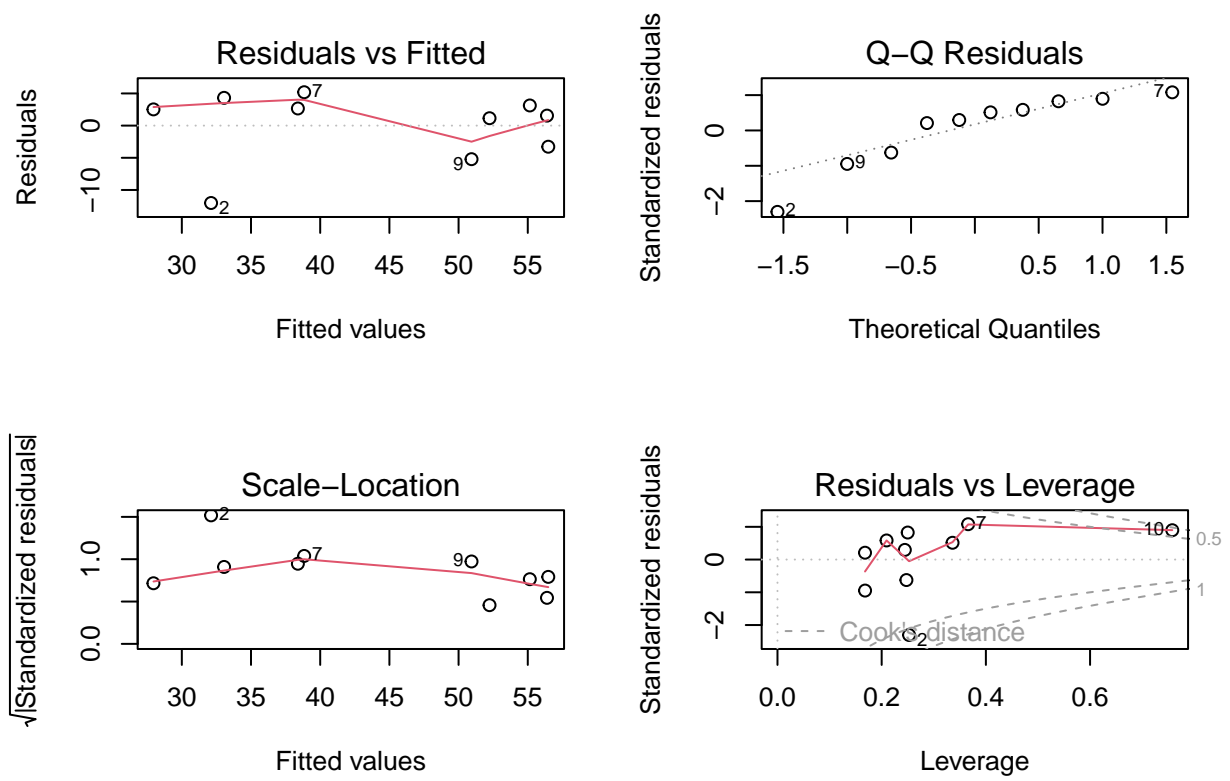 Residuals vs Fitted
Residuals
0
−10
7
9
2
30 35 40 45 50 55
Fitted values
Q−Q Residuals
Standardized residuals
0
−2
7
9
2
−1.5 −0.5 0.5 1.0 1.5
Theoretical Quantiles
Scale−Location
√|Standardized residuals|
1.0
0.0
2
7
9
30 35 40 45 50 55
Fitted values
Residuals vs Leverage
Standardized residuals
0
−2
7
10
0.5
1
Cook's distance
2
0.0 0.2 0.4 0.6
Leverage